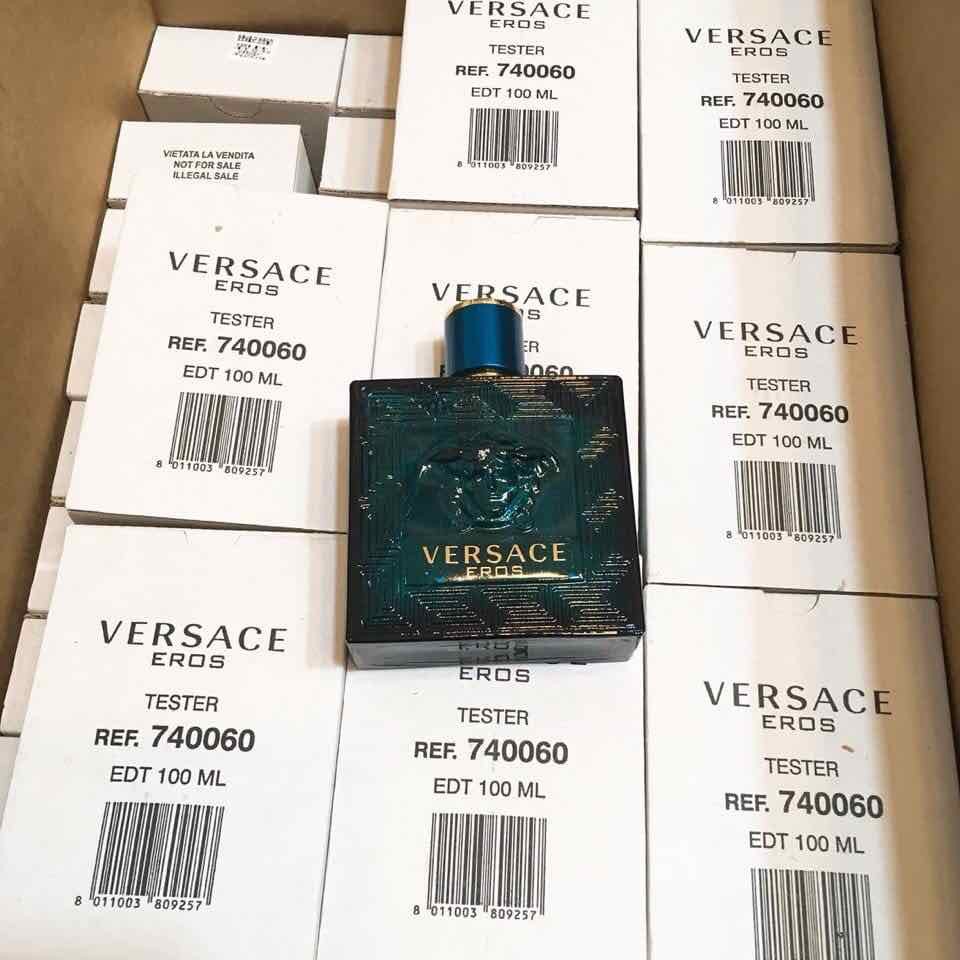 VERSACE
EROS
TESTER
REF. 740060
EDT 100 ML
8 011003 809257
VERSACE
EROS
TESTER
REF. 740060
EDT 100 ML
8 011003 809257
VIETATA LA VENDITA
NOT FOR SALE
ILLEGAL SALE
VERSACE
EROS
TESTER
REF. 740060
EDT 100 ML
8 011003 809257
VERSACE
VERSACE
EROS
TESTER
REF. 740060
EDT 100 ML
8 011003 809257
VERSACE
EROS
VERSACE
EROS
TESTER
REF. 740060
EDT 100 ML
8 011003 809257
EROS
TESTER
REF. 740060
EDT 100 ML
8 011003 809257
VERSACE
EROS
TESTER
REF. 740060
EDT 100 ML